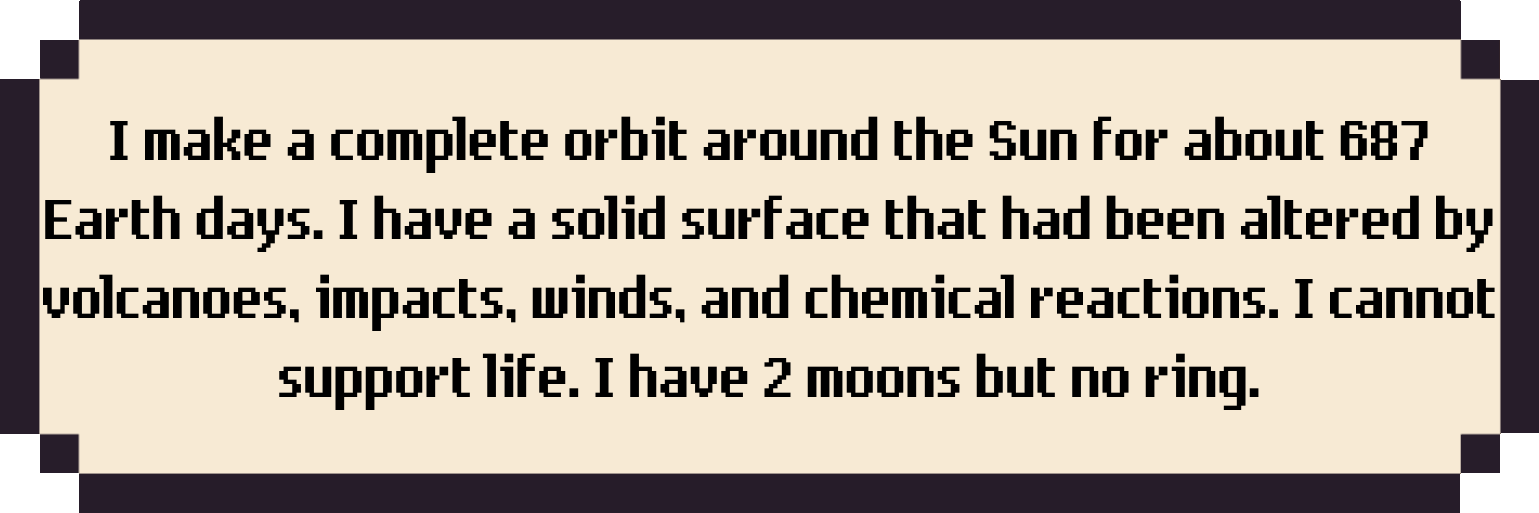 I make a complete orbit around the Sun for about 687
Earth days. I have a solid surface that had been altered by
volcanoes, impacts, winds, and chemical reactions. I cannot
support life. I have 2 moons but no ring.